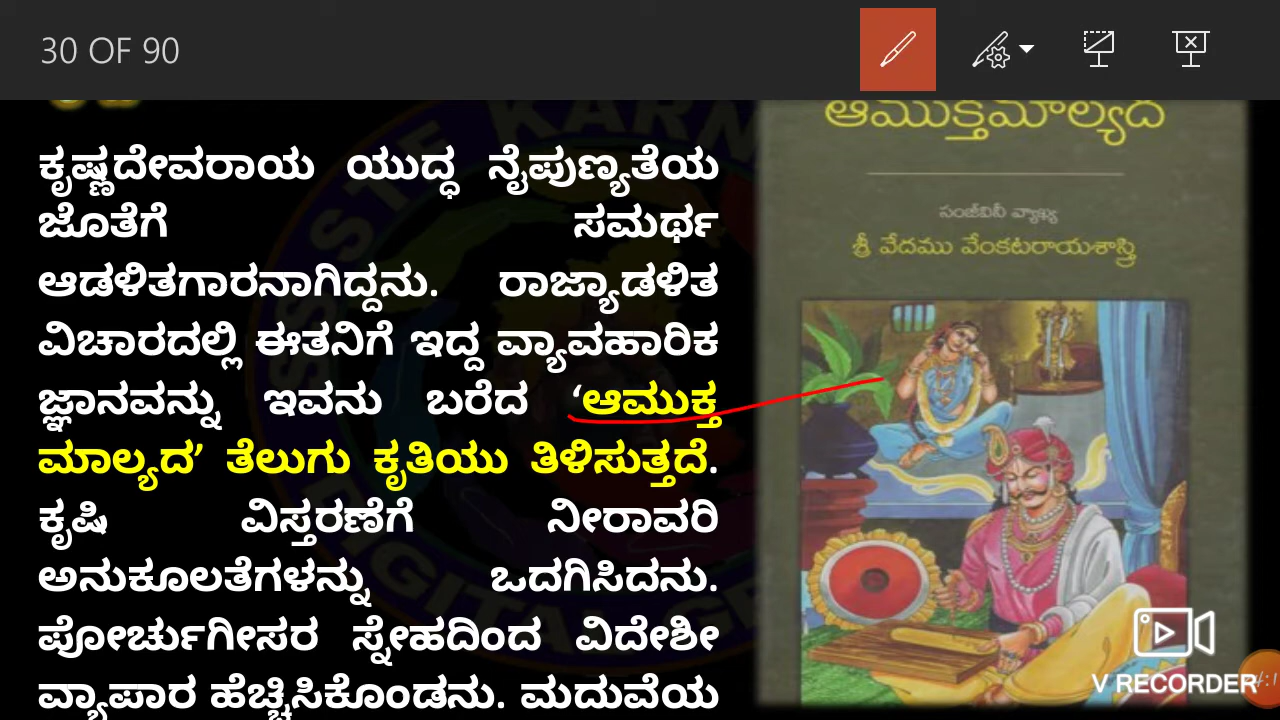 30 OF 90
ಕೃಷ್ಣದೇವರಾಯ ಯುದ್ಧ ನೈಪುಣ್ಯತೆಯ
ಜೊತೆಗೆ ಸಮರ್ಥ
ಆಡಳಿತಗಾರನಾಗಿದ್ದನು. ರಾಜ್ಯಾಡಳಿತ
ವಿಚಾರದಲ್ಲಿ ಈತನಿಗೆ ಇದ್ದ ವ್ಯಾವಹಾರಿಕ
ಜ್ಞಾನವನ್ನು ಇವನು ಬರೆದ ‘ಆಮುಕ್ತ
ಮಾಲ್ಯದ’ ತೆಲುಗು ಕೃತಿಯು ತಿಳಿಸುತ್ತದೆ.
ಕೃಷಿ ವಿಸ್ತರಣೆಗೆ ನೀರಾವರಿ
ಅನುಕೂಲತೆಗಳನ್ನು ಒದಗಿಸಿದನು.
ಪೋರ್ಚುಗೀಸರ ಸ್ನೇಹದಿಂದ ವಿದೇಶೀ
ವ್ಯಾಪಾರ ಹೆಚ್ಚಿಸಿಕೊಂಡನು. ಮದುವೆಯ
ఆముక్తమాల్యద
సంజీవినీ వ్యాఖ్య
శ్రీ వేదము వేంకటరాయశాస్త్రి
V RECORDER